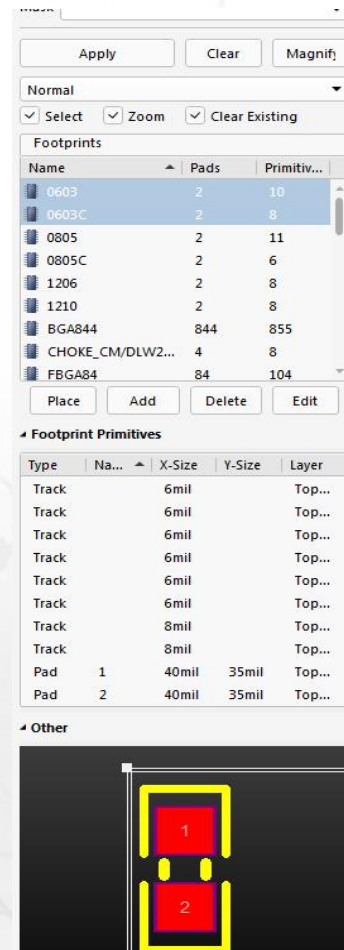 Mask
Apply Clear Magnify
Normal
Select Zoom Clear Existing
Footprints
Name Pads Primitiv...
0603 2 10
0603C 2 8
0805 2 11
0805C 2 6
1206 2 8
1210 2 8
BGA844 844 855
CHOKE_CM/DLW2... 4 8
FBGA84 84 104
Place Add Delete Edit
Footprint Primitives
Type Na... X-Size Y-Size Layer
Track 6mil Top...
Track 6mil Top...
Track 6mil Top...
Track 6mil Top...
Track 6mil Top...
Track 6mil Top...
Track 8mil Top...
Track 8mil Top...
Pad 1 40mil 35mil Top...
Pad 2 40mil 35mil Top...
Other
1
2